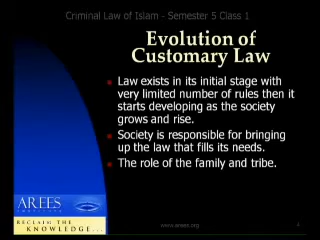 Criminal Law of Islam - Semester 5 Class 1
Evolution of
Customary Law
Law exists in its initial stage with
very limited number of rules then it
starts developing as the society
grows and rise.
Society is responsible for bringing
up the law that fills its needs.
The role of the family and tribe.
AREES
RECLAIM THE
KNOWLEDGE...
www.arees.org